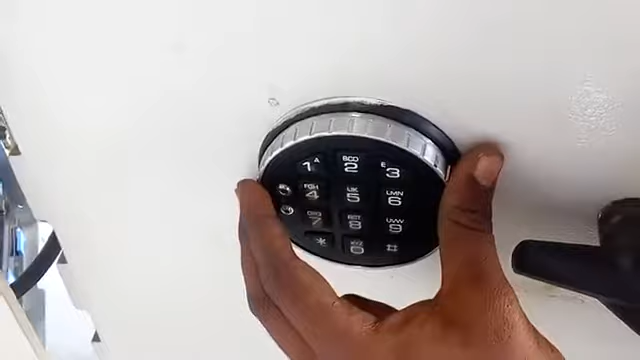 1 A BCD 2 E 3
FGH 4 IJK 5 LMN 6
7 RST 8 UVW 9
* XYZ 0 #